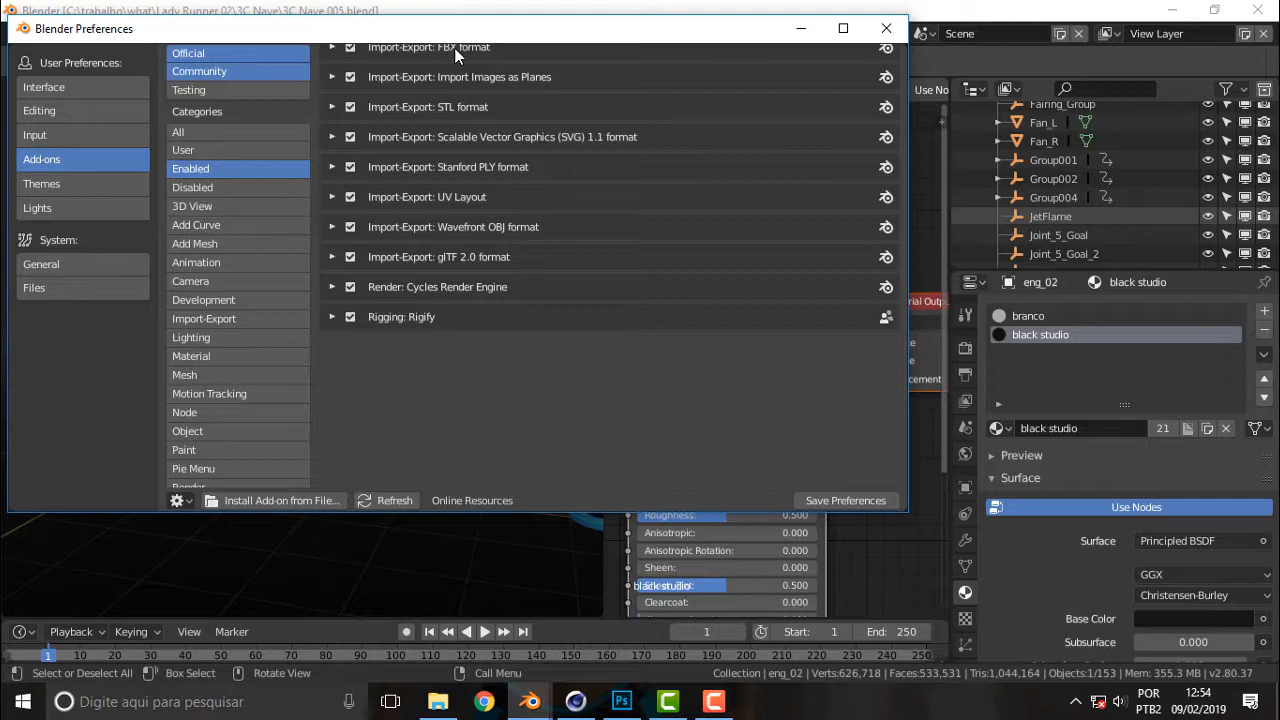 Blender [C:\trabalho\what\Lady Runner 02\3C Nave\3C Nave 005.blend]
Blender Preferences
Scene
View Layer
User Preferences:
Interface
Editing
Input
Add-ons
Themes
Lights
System:
General
Files
Official
Community
Testing
Categories
All
User
Enabled
Disabled
3D View
Add Curve
Add Mesh
Animation
Camera
Development
Import-Export
Lighting
Material
Mesh
Motion Tracking
Node
Object
Paint
Pie Menu
Render
Import-Export: FBX format
Import-Export: Import Images as Planes
Import-Export: STL format
Import-Export: Scalable Vector Graphics (SVG) 1.1 format
Import-Export: Stanford PLY format
Import-Export: UV Layout
Import-Export: Wavefront OBJ format
Import-Export: glTF 2.0 format
Render: Cycles Render Engine
Rigging: Rigify
Install Add-on from File...
Refresh
Online Resources
Save Preferences
Use No
Fairing_Group
Fan_L
Fan_R
Group001
Group002
Group004
JetFlame
Joint_5_Goal
Joint_5_Goal_2
rial Outp
cement
eng_02
black studio
branco
black studio
black studio
21
Preview
Surface
Use Nodes
Surface
Principled BSDF
GGX
Christensen-Burley
Base Color
Subsurface
0.000
Roughness: 0.500
Anisotropic: 0.000
Anisotropic Rotation: 0.000
Sheen: 0.000
black studio
0.500
Clearcoat: 0.000
Playback
Keying
View
Marker
1
Start: 1
End: 250
1 10 20 30 40 50 60 70 80 90 100 110 120 130 140 150 160 170 180 190 200 210 220 230 240 250
Select or Deselect All
Box Select
Rotate View
Call Menu
Collection | eng_02 | Verts:626,718 | Faces:533,531 | Tris:1,044,164 | Objects:1/153 | Mem: 355.3 MB | v2.80.37
Digite aqui para pesquisar
POR
PTB2
12:54
09/02/2019